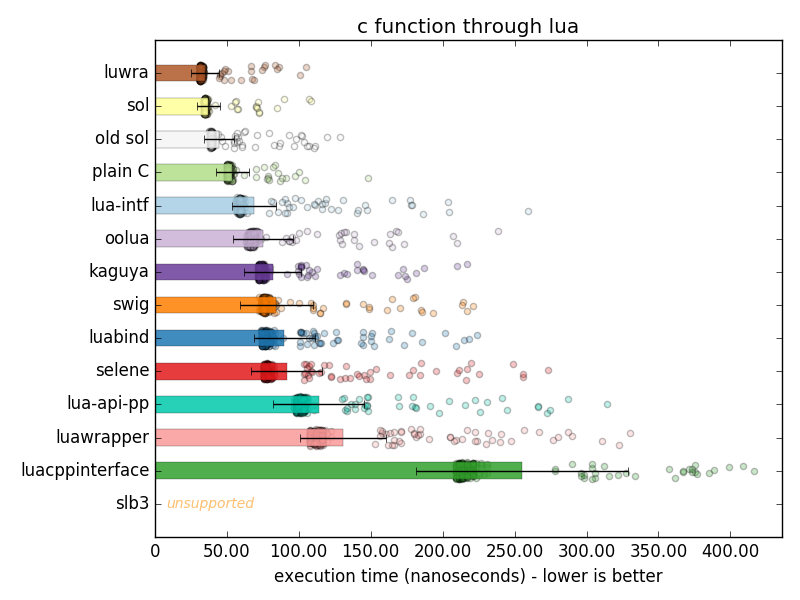 c function through lua
luwra
sol
old sol
plain C
lua-intf
oolua
kaguya
swig
luabind
selene
lua-api-pp
luawrapper
luacppinterface
slb3 unsupported
0 50.00 100.00 150.00 200.00 250.00 300.00 350.00 400.00
execution time (nanoseconds) - lower is better